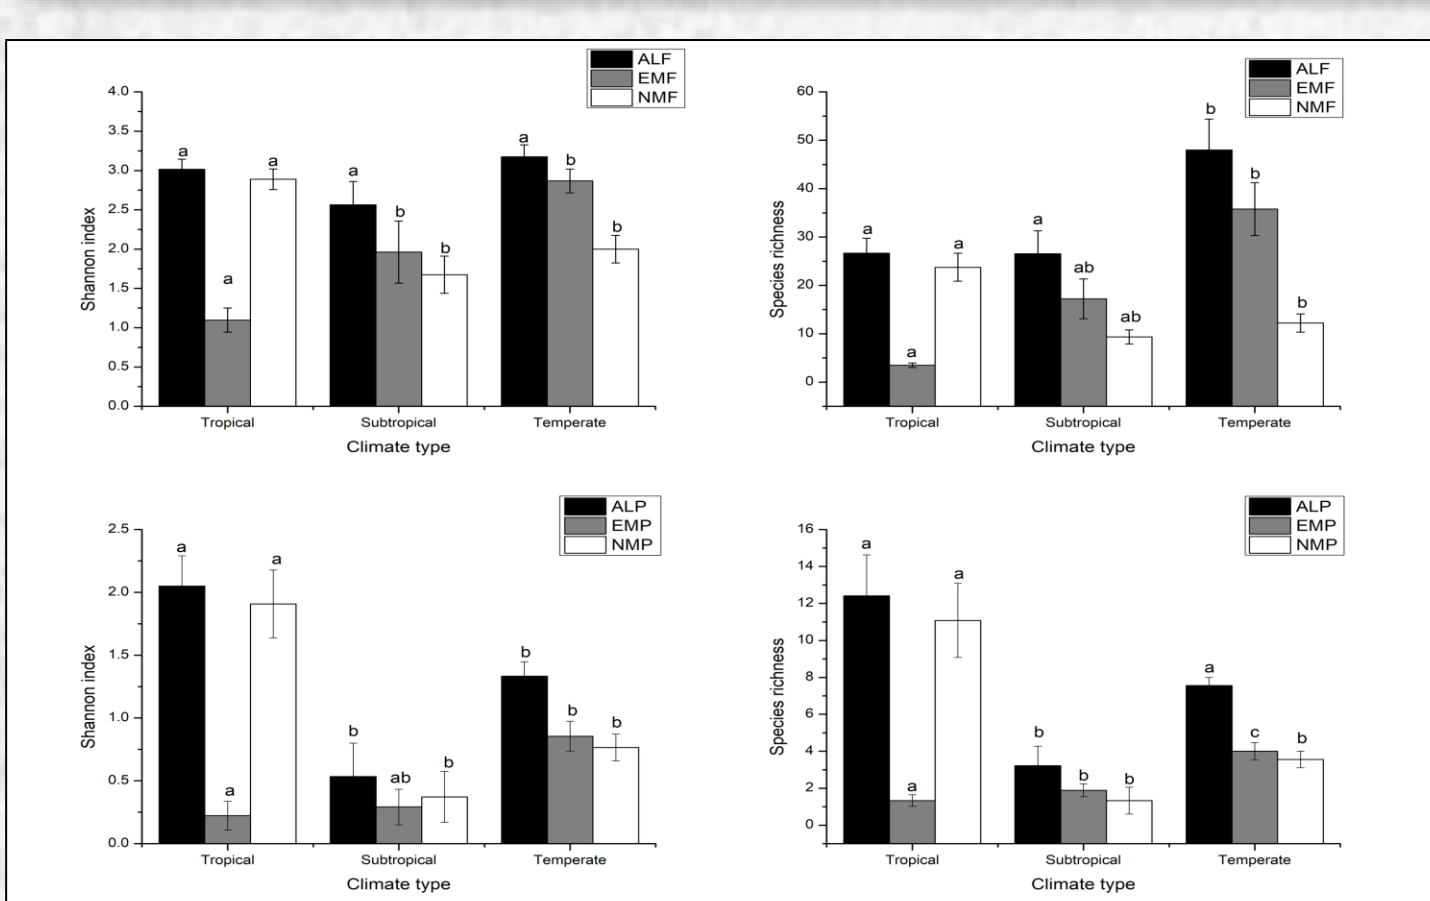 ALF
EMF
NMF
4.0
3.5
3.0
2.5
2.0
1.5
1.0
0.5
0.0
Shannon index
a
a
a
a
b
b
a
b
b
Tropical
Subtropical
Temperate
Climate type
ALF
EMF
NMF
60
50
40
30
20
10
0
Species richness
a
a
a
a
ab
ab
b
b
b
Tropical
Subtropical
Temperate
Climate type
ALP
EMP
NMP
2.5
2.0
1.5
1.0
0.5
0.0
Shannon index
a
a
a
b
ab
b
b
b
b
Tropical
Subtropical
Temperate
Climate type
ALP
EMP
NMP
16
14
12
10
8
6
4
2
0
Species richness
a
a
a
b
b
b
a
c
b
Tropical
Subtropical
Temperate
Climate type